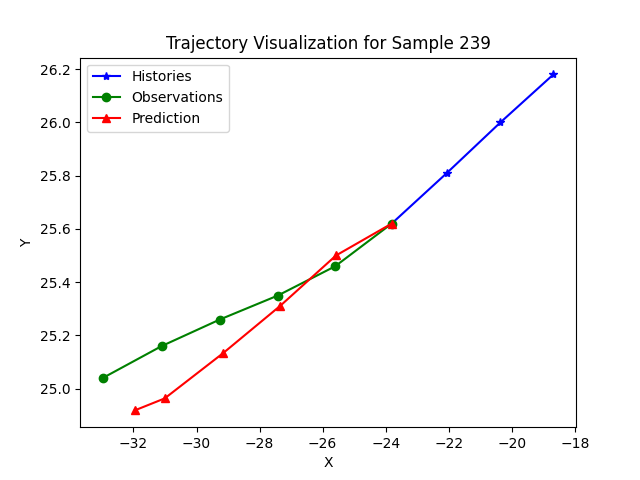 Trajectory Visualization for Sample 239
Histories
Observations
Prediction
26.2
26.0
25.8
25.6
25.4
25.2
25.0
Y
−32
−30
−28
−26
−24
−22
−20
−18
X